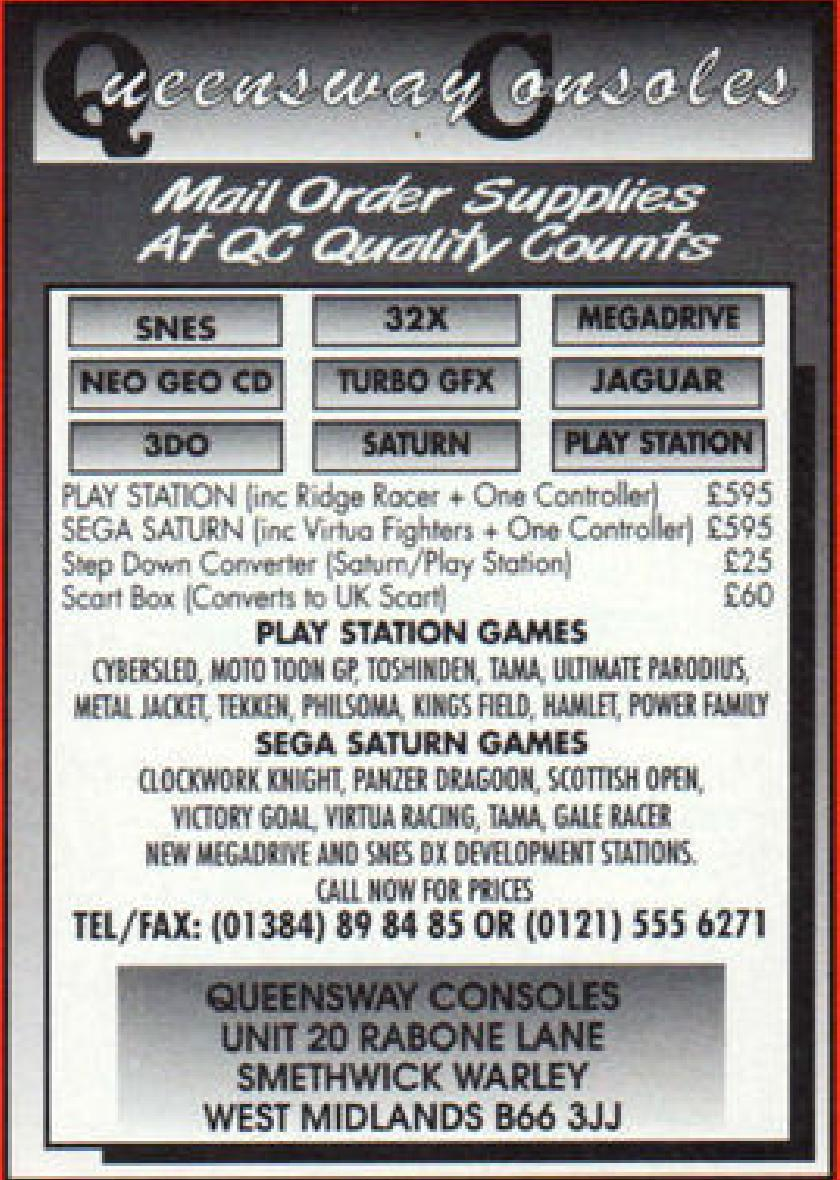 Queensway Consoles
Mail Order Supplies
At QC Quality Counts
SNES
32X
MEGADRIVE
NEO GEO CD
TURBO GFX
JAGUAR
3DO
SATURN
PLAY STATION
PLAY STATION (inc Ridge Racer + One Controller) £595
SEGA SATURN (inc Virtua Fighters + One Controller) £595
Step Down Converter (Saturn/Play Station) £25
Scart Box (Converts to UK Scart) £60
PLAY STATION GAMES
CYBERSLED, MOTO TOON GP, TOSHINDEN, TAMA, ULTIMATE PARODIUS,
METAL JACKET, TEKKEN, PHILSOMA, KINGS FIELD, HAMLET, POWER FAMILY
SEGA SATURN GAMES
CLOCKWORK KNIGHT, PANZER DRAGOON, SCOTTISH OPEN,
VICTORY GOAL, VIRTUA RACING, TAMA, GALE RACER
NEW MEGADRIVE AND SNES DX DEVELOPMENT STATIONS.
CALL NOW FOR PRICES
TEL/FAX: (01384) 89 84 85 OR (0121) 555 6271
QUEENSWAY CONSOLES
UNIT 20 RABONE LANE
SMETHWICK WARLEY
WEST MIDLANDS B66 3JJ